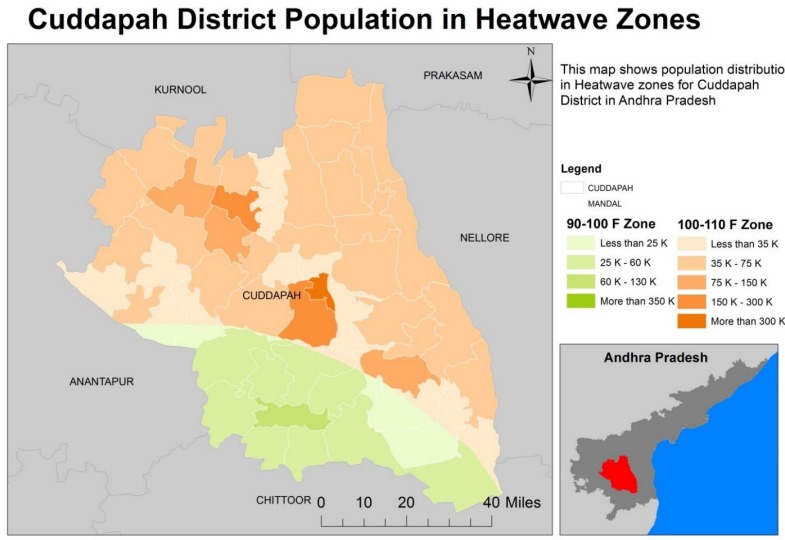 Cuddapah District Population in Heatwave Zones
N
KURNOOL
PRAKASAM
NELLORE
CUDDAPAH
ANANTAPUR
CHITTOOR
0 10 20 40 Miles
This map shows population distributio
in Heatwave zones for Cuddapah
District in Andhra Pradesh
Legend
CUDDAPAH
MANDAL
90-100 F Zone
Less than 25 K
25 K - 60 K
60 K - 130 K
More than 350 K
100-110 F Zone
Less than 35 K
35 K - 75 K
75 K - 150 K
150 K - 300 K
More than 300 K
Andhra Pradesh